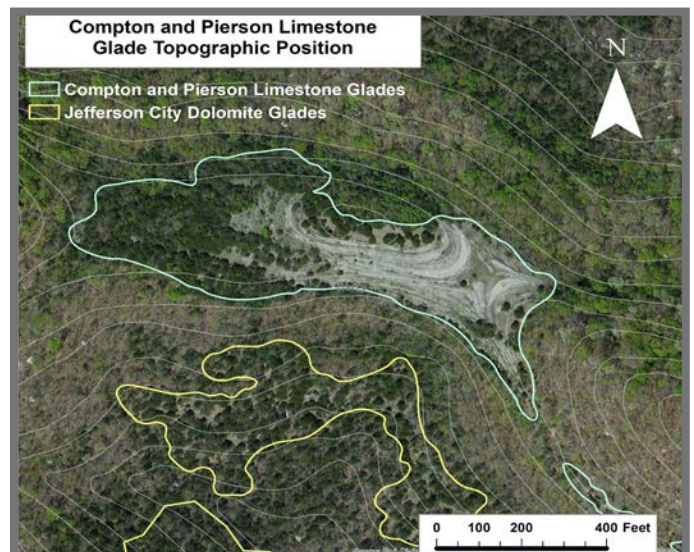 Compton and Pierson Limestone
Glade Topographic Position
N
Compton and Pierson Limestone Glades
Jefferson City Dolomite Glades
0 100 200 400 Feet